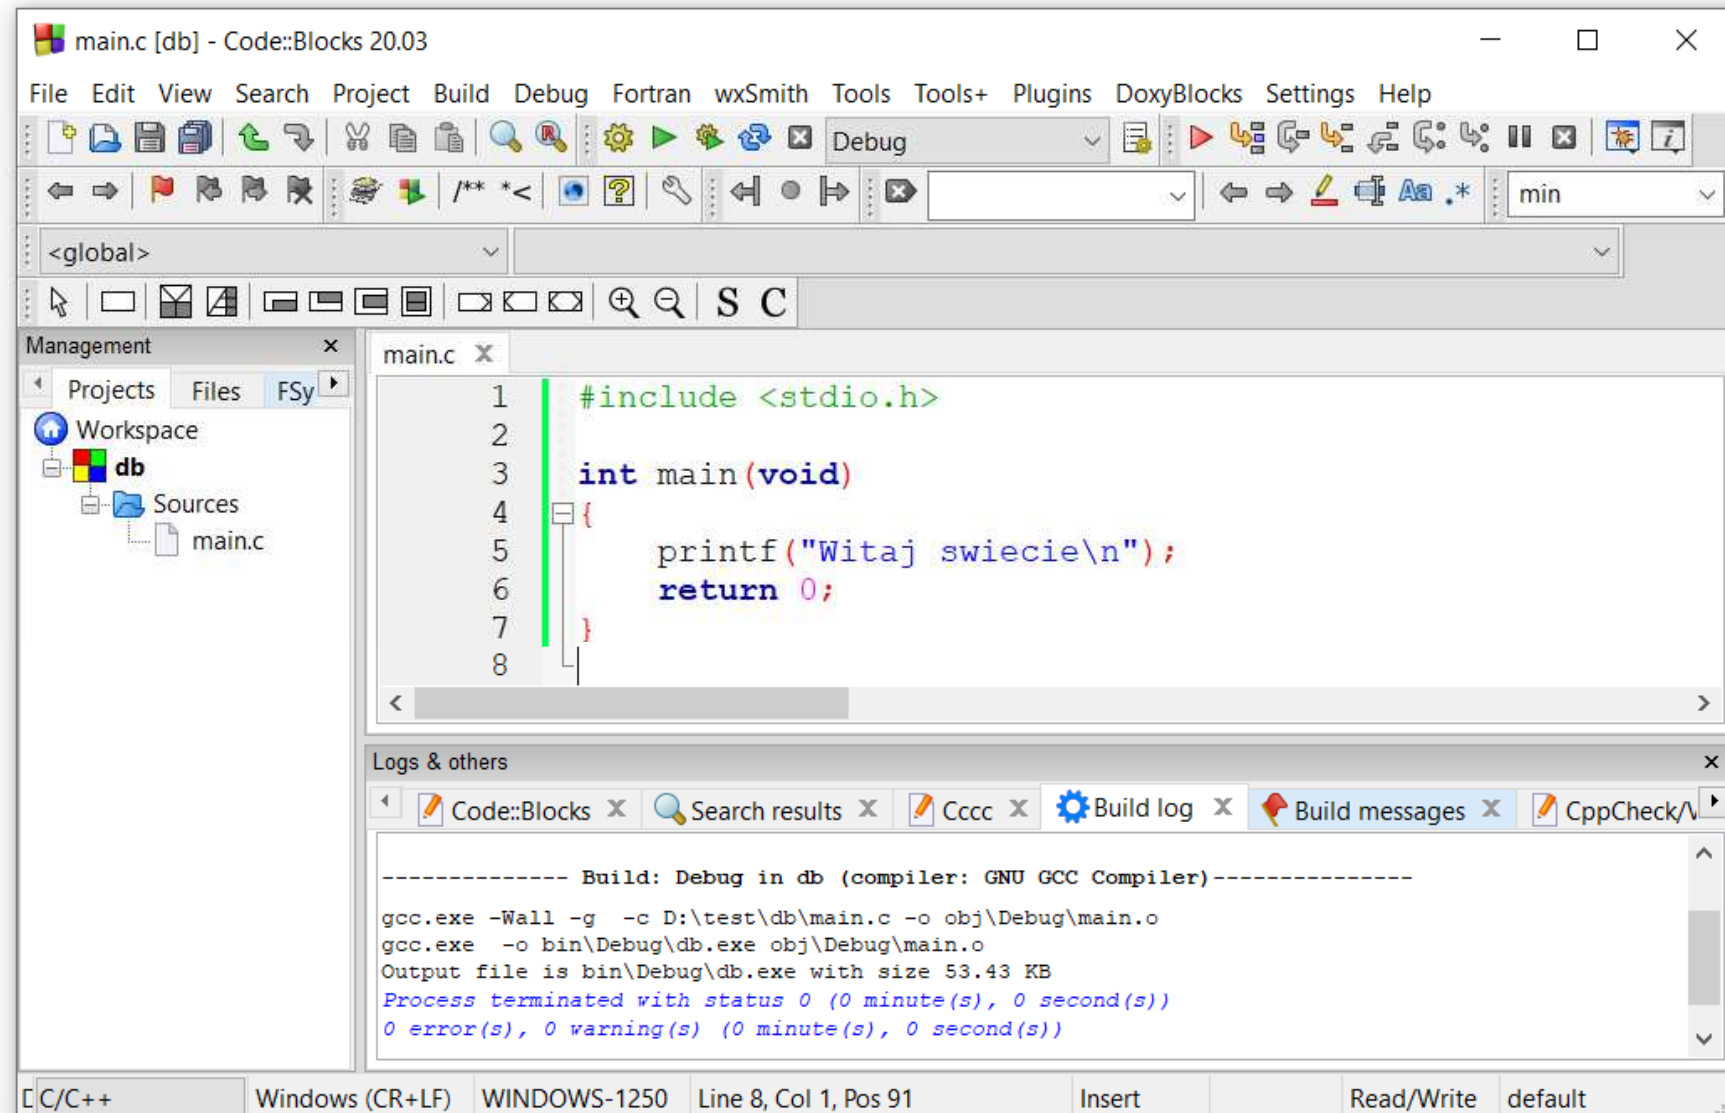 main.c [db] - Code::Blocks 20.03
File Edit View Search Project Build Debug Fortran wxSmith Tools Tools+ Plugins DoxyBlocks Settings Help
Debug
/** *< Aa .* min
<global>
S C
Management
Projects Files FSy
Workspace
db
Sources
main.c
main.c
1 #include <stdio.h>
2
3 int main(void)
4 {
5 printf("Witaj swiecie\n");
6 return 0;
7 }
8
Logs & others
Code::Blocks Search results Cccc Build log Build messages CppCheck/V
-------------- Build: Debug in db (compiler: GNU GCC Compiler)---------------
gcc.exe -Wall -g  -c D:\test\db\main.c -o obj\Debug\main.o
gcc.exe  -o bin\Debug\db.exe obj\Debug\main.o
Output file is bin\Debug\db.exe with size 53.43 KB
Process terminated with status 0 (0 minute(s), 0 second(s))
0 error(s), 0 warning(s) (0 minute(s), 0 second(s))
C/C++ Windows (CR+LF) WINDOWS-1250 Line 8, Col 1, Pos 91 Insert Read/Write default